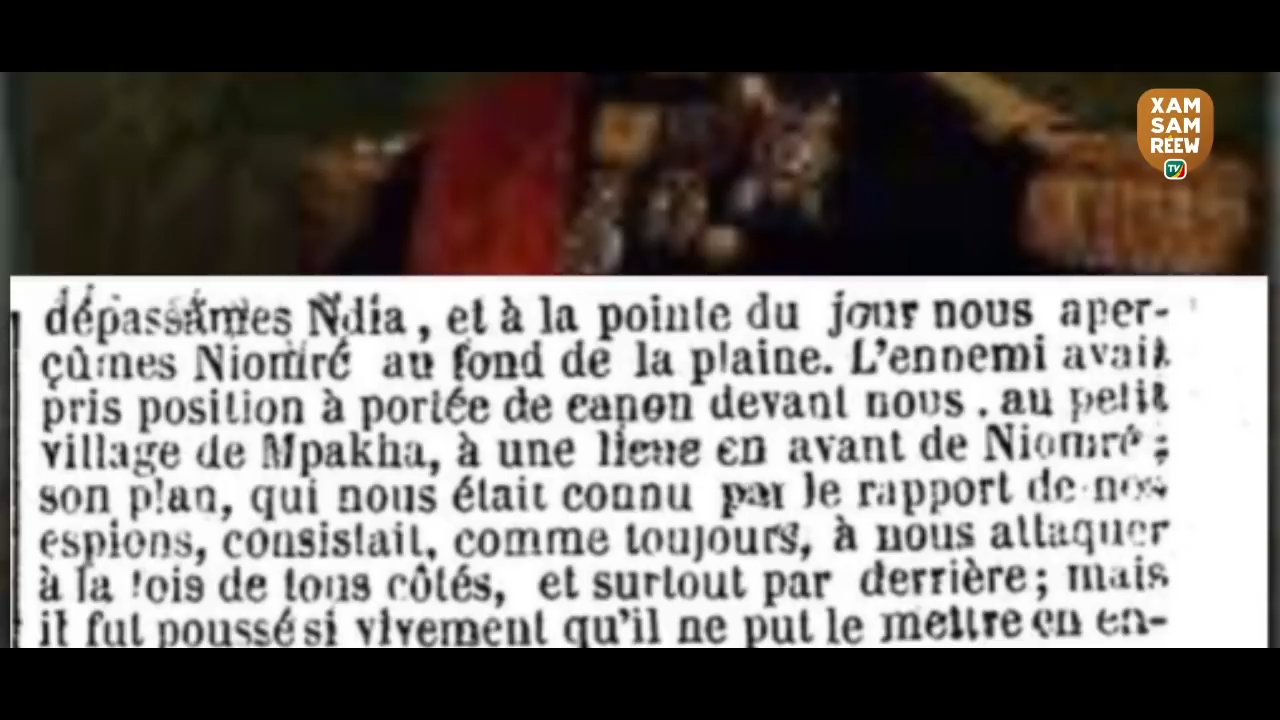 XAM
SAM
REEW
TV
dépassâmes Ndia, et à la pointe du jour nous aper-
çûmes Niomré au fond de la plaine. L'ennemi avait
pris position à portée de canon devant nous, au petit
village de Mpakha, à une lieue en avant de Niomré;
son plan, qui nous était connu par le rapport de nos
espions, consistait, comme toujours, à nous attaquer
à la fois de tous côtés, et surtout par derrière; mais
il fut poussé si vivement qu'il ne put le mettre en en-